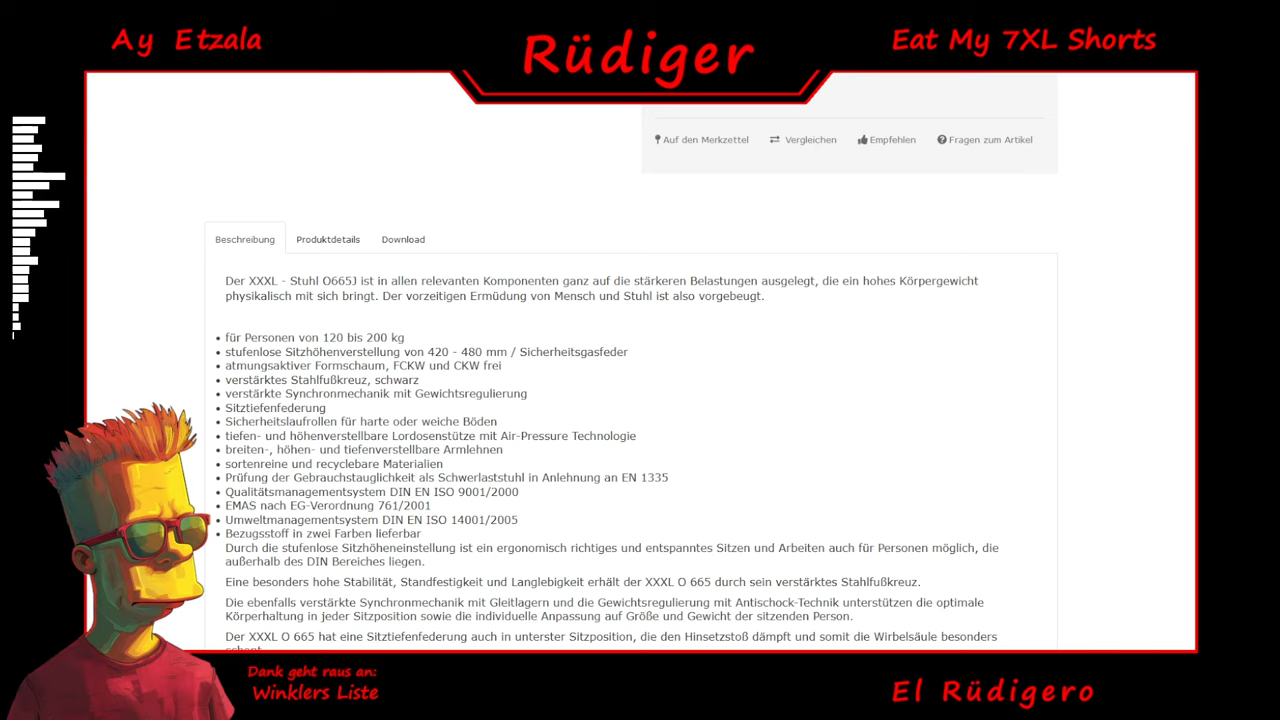 Ay Etzala
Rüdiger
Eat My 7XL Shorts
Auf den Merkzettel Vergleichen Empfehlen Fragen zum Artikel
Beschreibung Produktdetails Download
Der XXXL - Stuhl O665J ist in allen relevanten Komponenten ganz auf die stärkeren Belastungen ausgelegt, die ein hohes Körpergewicht
physikalisch mit sich bringt. Der vorzeitigen Ermüdung von Mensch und Stuhl ist also vorgebeugt.
• für Personen von 120 bis 200 kg
• stufenlose Sitzhöhenverstellung von 420 - 480 mm / Sicherheitsgasfeder
• atmungsaktiver Formschaum, FCKW und CKW frei
• verstärktes Stahlfußkreuz, schwarz
• verstärkte Synchronmechanik mit Gewichtsregulierung
• Sitztiefenfederung
• Sicherheitslaufrollen für harte oder weiche Böden
• tiefen- und höhenverstellbare Lordosenstütze mit Air-Pressure Technologie
• breiten-, höhen- und tiefenverstellbare Armlehnen
• sortenreine und recyclebare Materialien
• Prüfung der Gebrauchstauglichkeit als Schwerlaststuhl in Anlehnung an EN 1335
• Qualitätsmanagementsystem DIN EN ISO 9001/2000
• EMAS nach EG-Verordnung 761/2001
• Umweltmanagementsystem DIN EN ISO 14001/2005
• Bezugsstoff in zwei Farben lieferbar
Durch die stufenlose Sitzhöheneinstellung ist ein ergonomisch richtiges und entspanntes Sitzen und Arbeiten auch für Personen möglich, die
außerhalb des DIN Bereiches liegen.
Eine besonders hohe Stabilität, Standfestigkeit und Langlebigkeit erhält der XXXL O 665 durch sein verstärktes Stahlfußkreuz.
Die ebenfalls verstärkte Synchronmechanik mit Gleitlagern und die Gewichtsregulierung mit Antischock-Technik unterstützen die optimale
Körperhaltung in jeder Sitzposition sowie die individuelle Anpassung auf Größe und Gewicht der sitzenden Person.
Der XXXL O 665 hat eine Sitztiefenfederung auch in unterster Sitzposition, die den Hinsetzstoß dämpft und somit die Wirbelsäule besonders
Dank geht raus an:
Winklers Liste
El Rüdigero